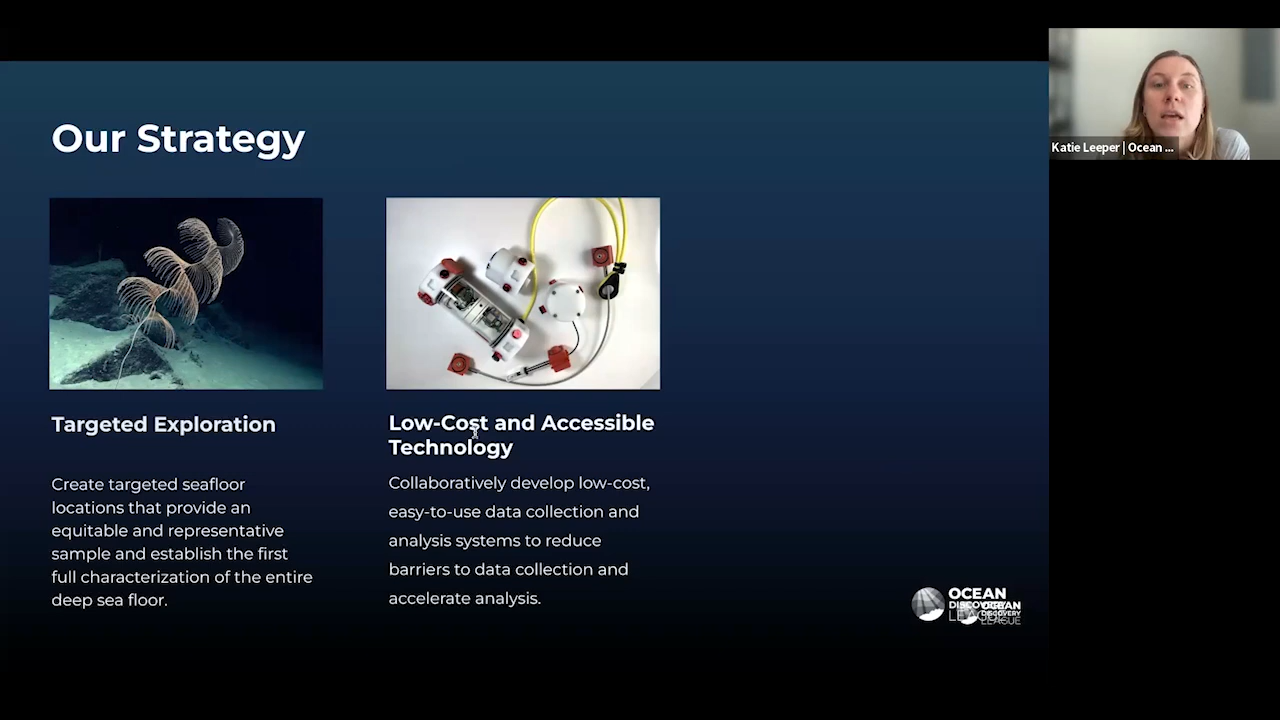 Our Strategy
Targeted Exploration
Create targeted seafloor
locations that provide an
equitable and representative
sample and establish the first
full characterization of the entire
deep sea floor.
Low-Cost and Accessible
Technology
Collaboratively develop low-cost,
easy-to-use data collection and
analysis systems to reduce
barriers to data collection and
accelerate analysis.
Katie Leeper | Ocean ...
OCEAN
DISCOVERY
LEAGUE
OCEAN
DISCOVERY
LEAGUE